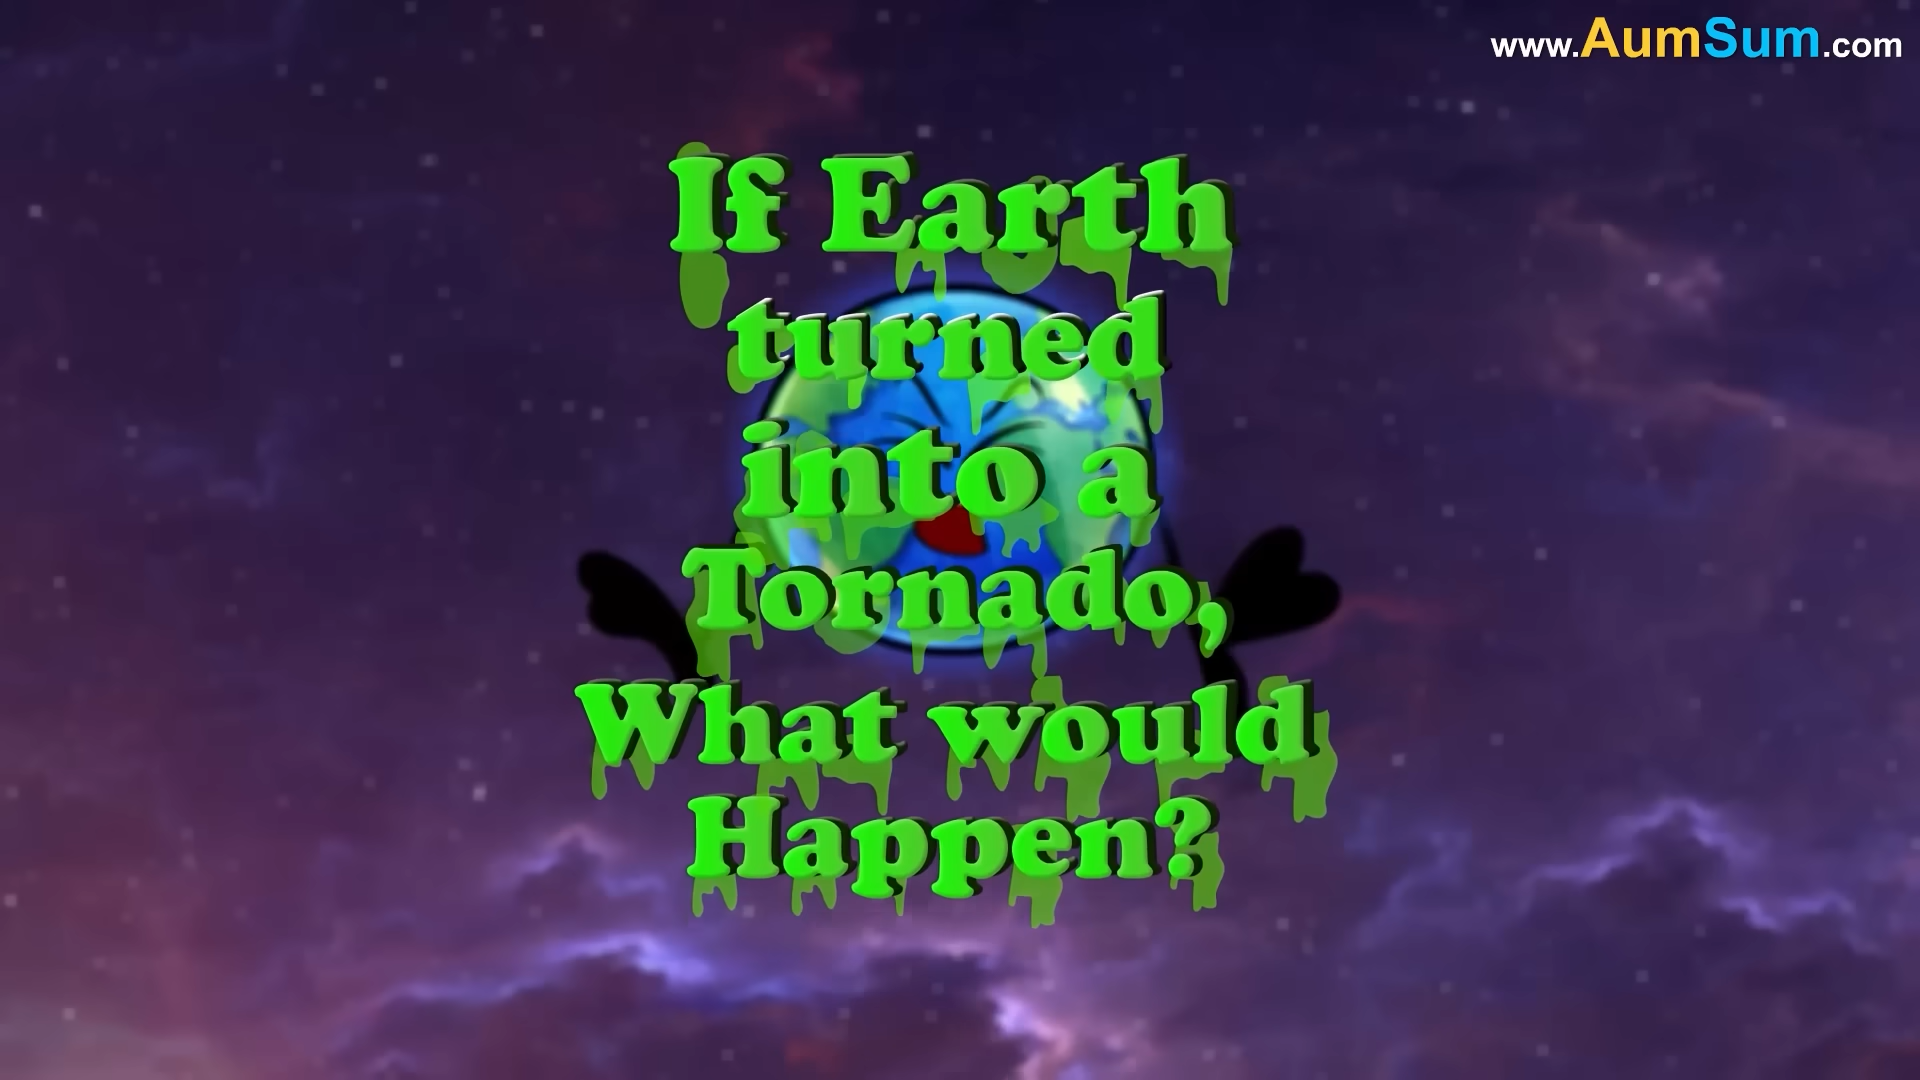 www.AumSum.com
If Earth
turned
into a
Tornado,
What would
Happen?